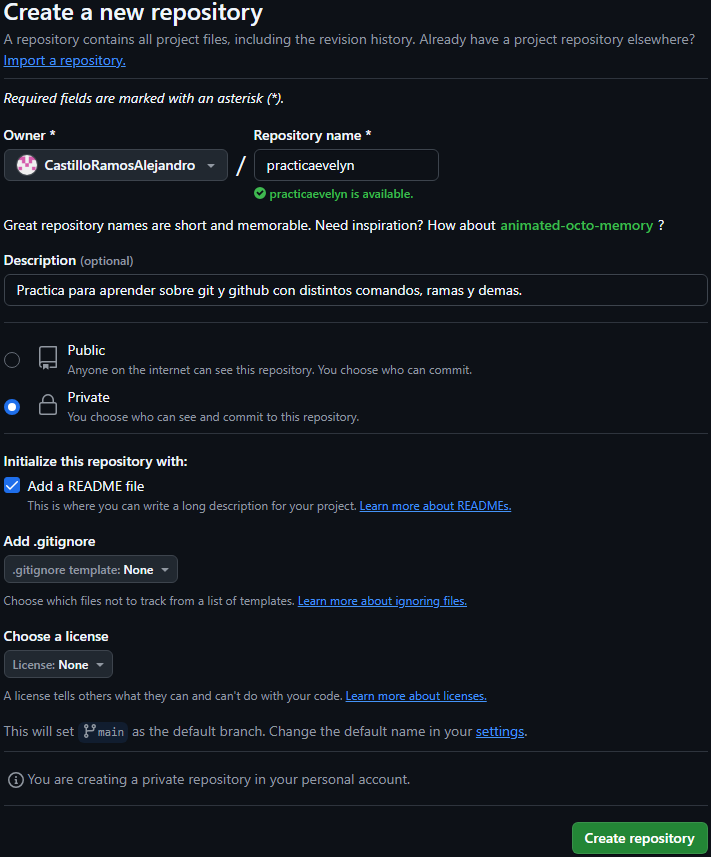 Create a new repository
A repository contains all project files, including the revision history. Already have a project repository elsewhere?
Import a repository.
Required fields are marked with an asterisk (*).
Owner * Repository name *
CastilloRamosAlejandro / practicaevelyn
practicaevelyn is available.
Great repository names are short and memorable. Need inspiration? How about animated-octo-memory ?
Description (optional)
Practica para aprender sobre git y github con distintos comandos, ramas y demas.
Public
Anyone on the internet can see this repository. You choose who can commit.
Private
You choose who can see and commit to this repository.
Initialize this repository with:
Add a README file
This is where you can write a long description for your project. Learn more about READMEs.
Add .gitignore
.gitignore template: None
Choose which files not to track from a list of templates. Learn more about ignoring files.
Choose a license
License: None
A license tells others what they can and can't do with your code. Learn more about licenses.
This will set main as the default branch. Change the default name in your settings.
You are creating a private repository in your personal account.
Create repository